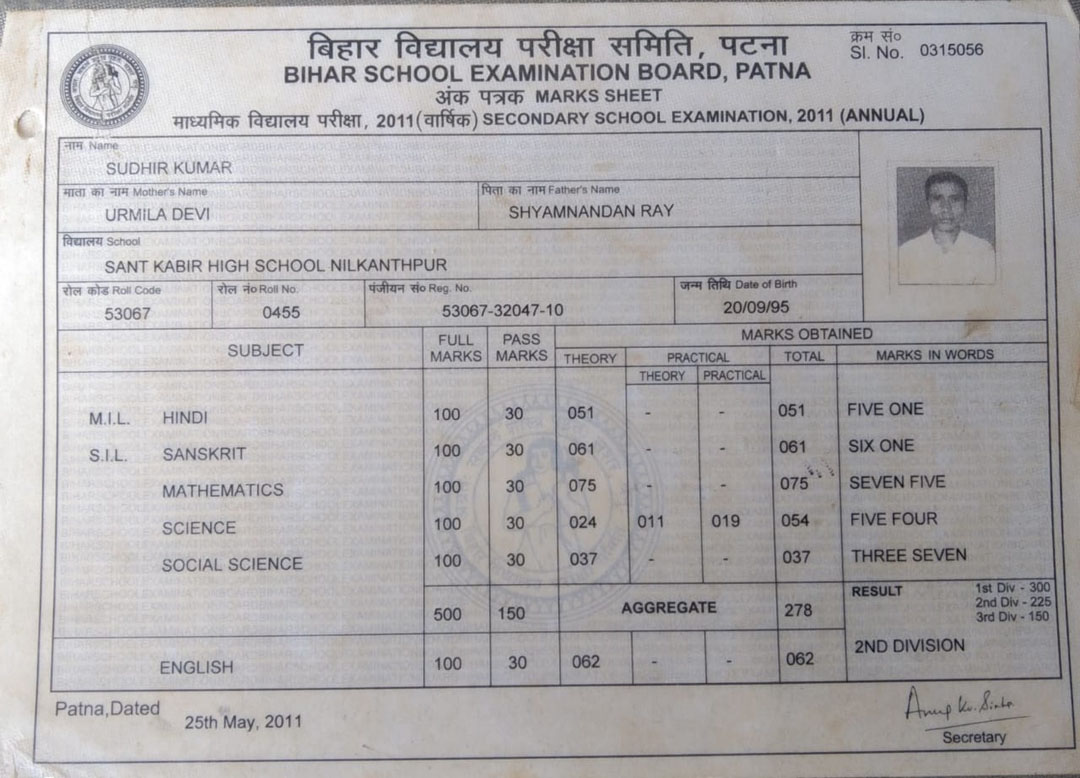 बिहार विद्यालय परीक्षा समिति, पटना
क्रम सं०
Sl. No. 0315056
BIHAR SCHOOL EXAMINATION BOARD, PATNA
अंक पत्रक MARKS SHEET
माध्यमिक विद्यालय परीक्षा, 2011(वार्षिक) SECONDARY SCHOOL EXAMINATION, 2011 (ANNUAL)
नाम Name
SUDHIR KUMAR
माता का नाम Mother's Name पिता का नाम Father's Name
URMILA DEVI SHYAMNANDAN RAY
विद्यालय School
SANT KABIR HIGH SCHOOL NILKANTHPUR
रोल कोड Roll Code रोल नं० Roll No. पंजीयन सं० Reg. No. जन्म तिथि Date of Birth
53067 0455 53067-32047-10 20/09/95
SUBJECT FULL MARKS PASS MARKS MARKS OBTAINED
THEORY PRACTICAL TOTAL MARKS IN WORDS
THEORY PRACTICAL
M.I.L. HINDI 100 30 051 - - 051 FIVE ONE
S.I.L. SANSKRIT 100 30 061 - - 061 SIX ONE
MATHEMATICS 100 30 075 - - 075 SEVEN FIVE
SCIENCE 100 30 024 011 019 054 FIVE FOUR
SOCIAL SCIENCE 100 30 037 - - 037 THREE SEVEN
500 150 AGGREGATE 278 RESULT 1st Div - 300
2nd Div - 225
3rd Div - 150
2ND DIVISION
ENGLISH 100 30 062 - - 062
Patna,Dated
25th May, 2011
Anup Kr. Sinha
Secretary